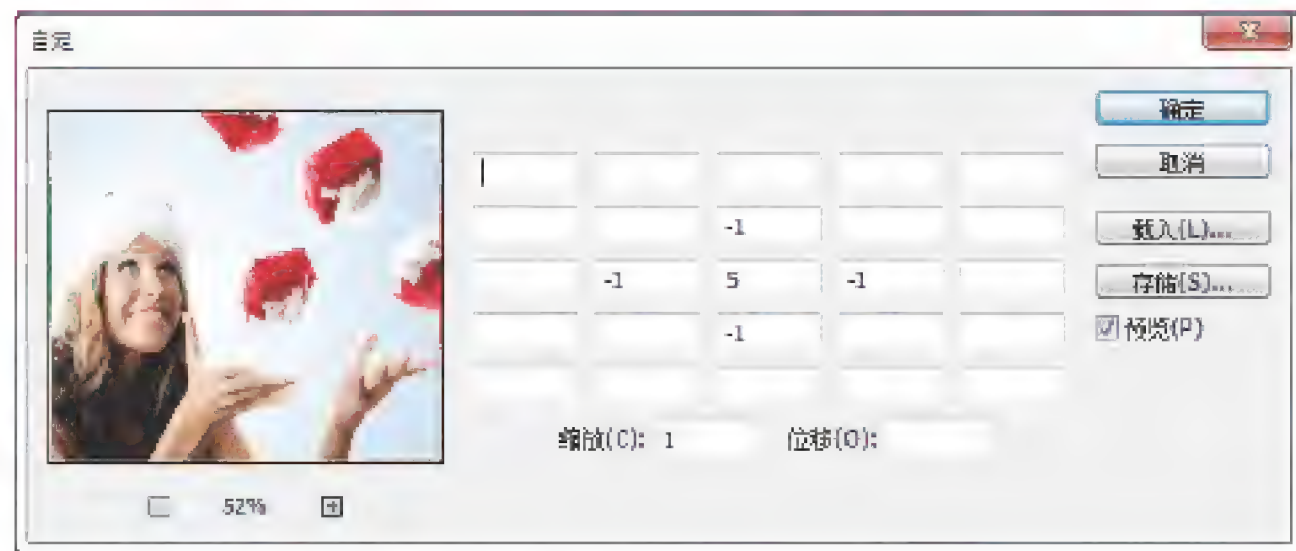 自定
确定
取消
-1
载入(L)...
-1 5 -1
存储(S)...
-1
预览(P)
缩放(C): 1 位移(O):
52%